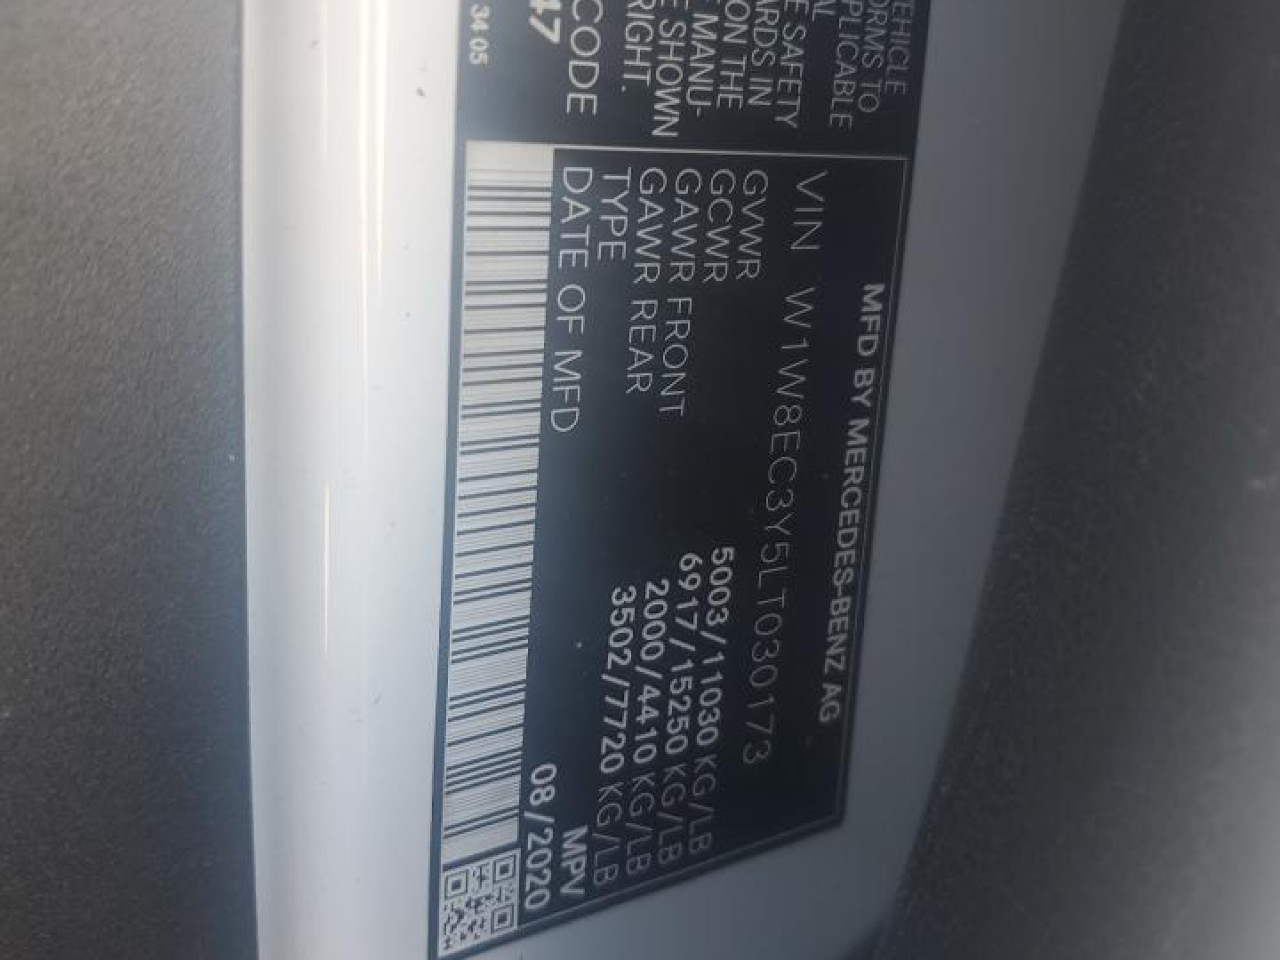 VEHICLE
ORMS TO
PPLICABLE
AL
E SAFETY
ARDS IN
ON THE
MANU-
E SHOWN
RIGHT.
CODE
47
34 05
MFD BY MERCEDES-BENZ AG
VIN W1W8EC3Y5LT030173
GVWR 5003/11030 KG/LB
GCWR 6917/15250 KG/LB
GAWR FRONT 2000/4410 KG/LB
GAWR REAR 3502/7720 KG/LB
TYPE MPV
DATE OF MFD 08/2020